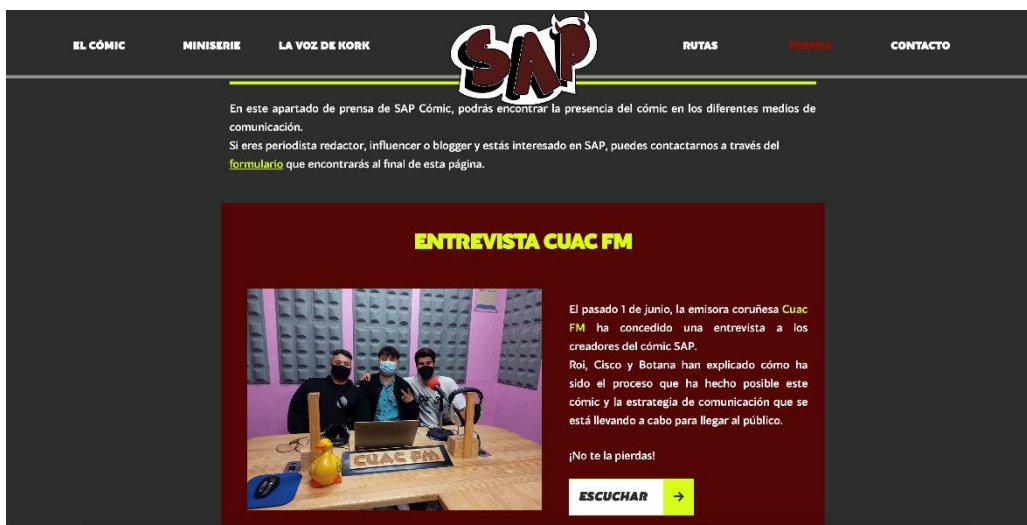 EL CÓMIC
MINISERIE
LA VOZ DE KORK
SAP
RUTAS
PRENSA
CONTACTO
En este apartado de prensa de SAP Cómic, podrás encontrar la presencia del cómic en los diferentes medios de
comunicación.
Si eres periodista redactor, influencer o blogger y estás interesado en SAP, puedes contactarnos a través del
formulario que encontrarás al final de esta página.
ENTREVISTA CUAC FM
El pasado 1 de junio, la emisora coruñesa Cuac
FM ha concedido una entrevista a los
creadores del cómic SAP.
Roi, Cisco y Botana han explicado cómo ha
sido el proceso que ha hecho posible este
cómic y la estrategia de comunicación que se
está llevando a cabo para llegar al público.
¡No te la pierdas!
CUAC FM
ESCUCHAR →